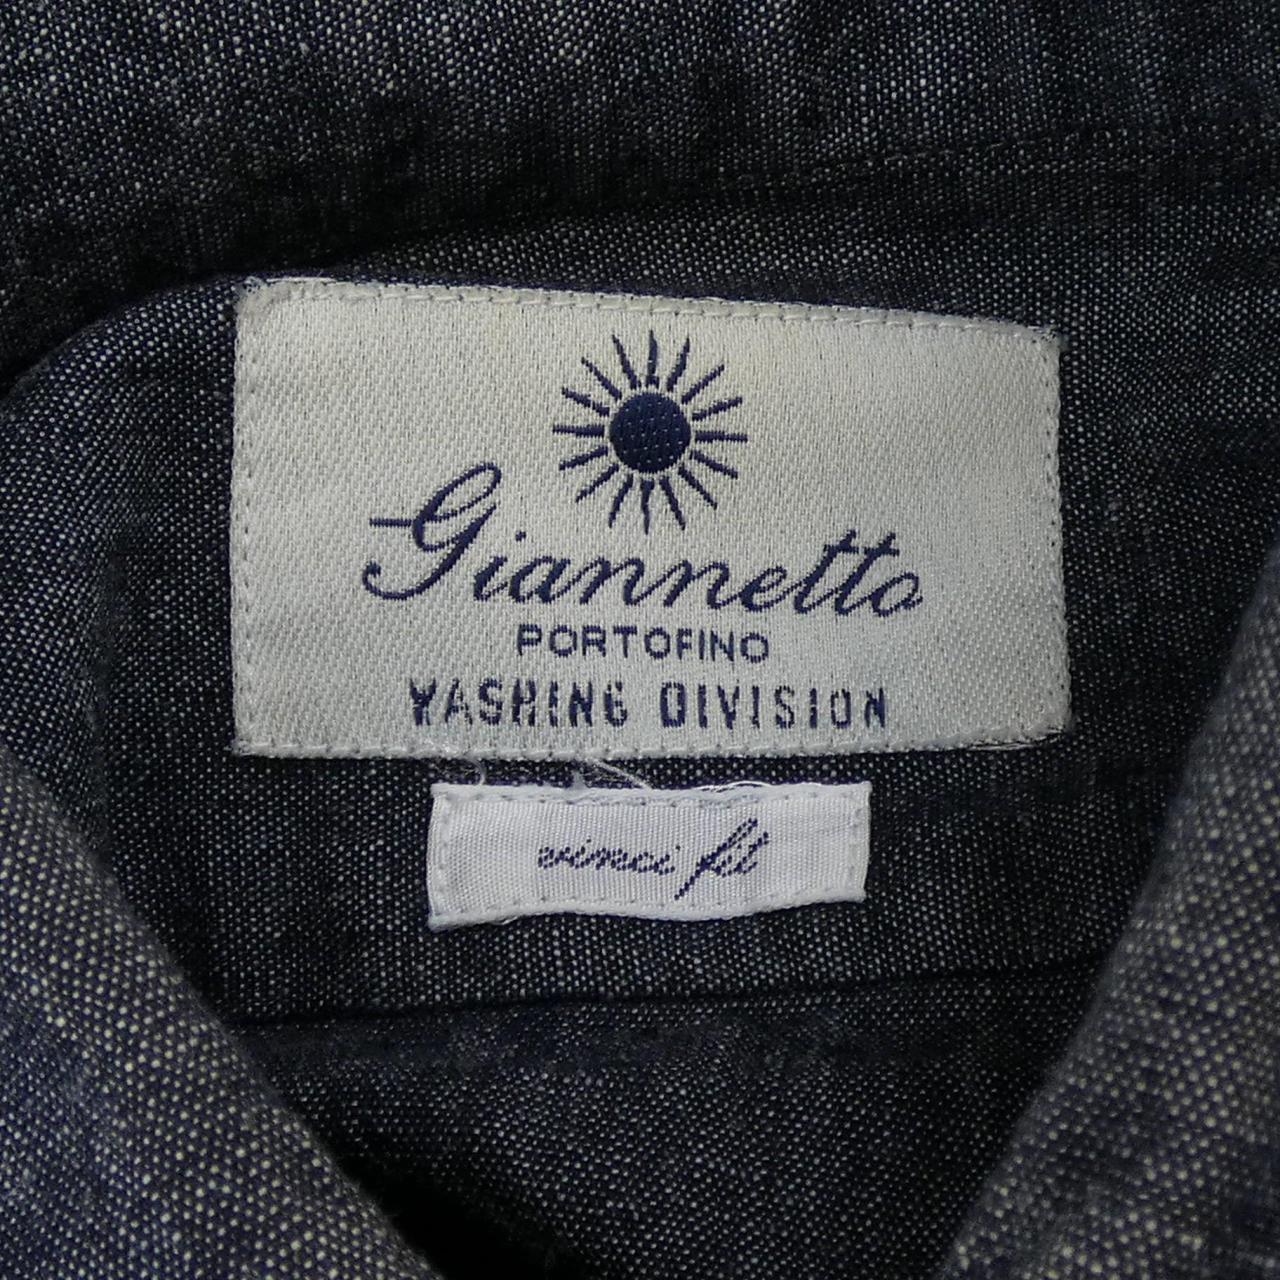 Giannetto
PORTOFINO
WASHING DIVISION
vinci fit